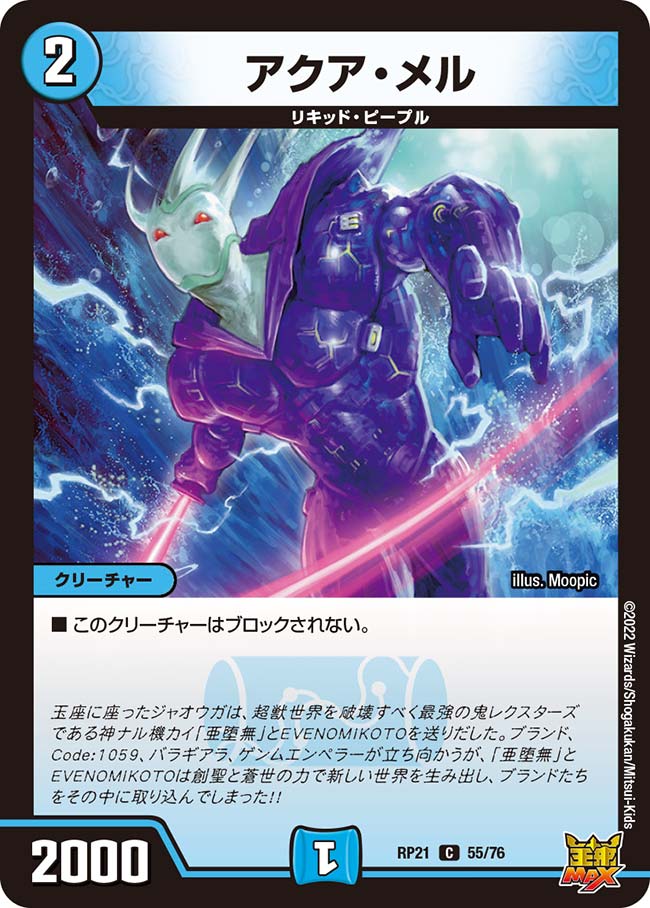 2
アクア・メル
リキッド・ピープル
クリーチャー
illus. Moopic
■ このクリーチャーはブロックされない。
玉座に座ったジャオウガは、超獣世界を破壊すべく最強の鬼レクスターズ
である神ナル機カイ「亜堕無」とEVENOMIKOTOを送りだした。ブランド、
Code:1059、バラギアラ、ゲンムエンペラーが立ち向かうが、「亜堕無」と
EVENOMIKOTOは創聖と蒼世の力で新しい世界を生み出し、ブランドたち
をその中に取り込んでしまった!!
©2022 Wizards/Shogakukan/Mitsui-Kids
2000
1
RP21 C 55/76
王来
MAX